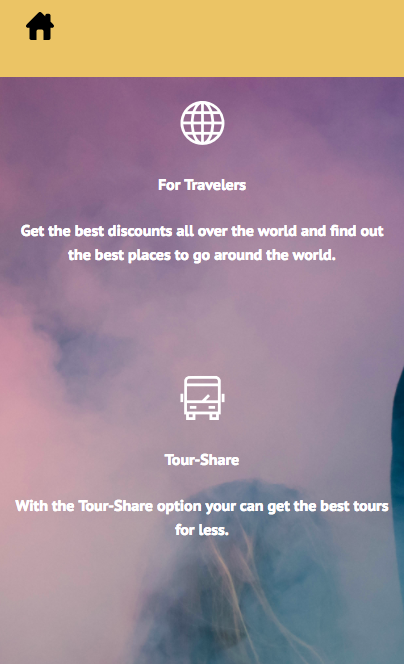 For Travelers
Get the best discounts all over the world and find out
the best places to go around the world.
Tour-Share
With the Tour-Share option your can get the best tours
for less.